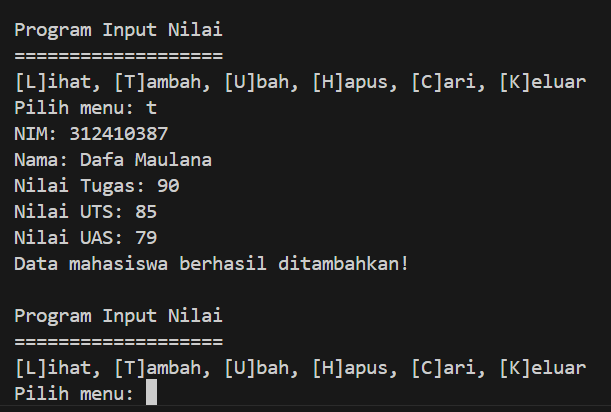 Program Input Nilai
===================
[L]ihat, [T]ambah, [U]bah, [H]apus, [C]ari, [K]eluar
Pilih menu: t
NIM: 312410387
Nama: Dafa Maulana
Nilai Tugas: 90
Nilai UTS: 85
Nilai UAS: 79
Data mahasiswa berhasil ditambahkan!
Program Input Nilai
===================
[L]ihat, [T]ambah, [U]bah, [H]apus, [C]ari, [K]eluar
Pilih menu: